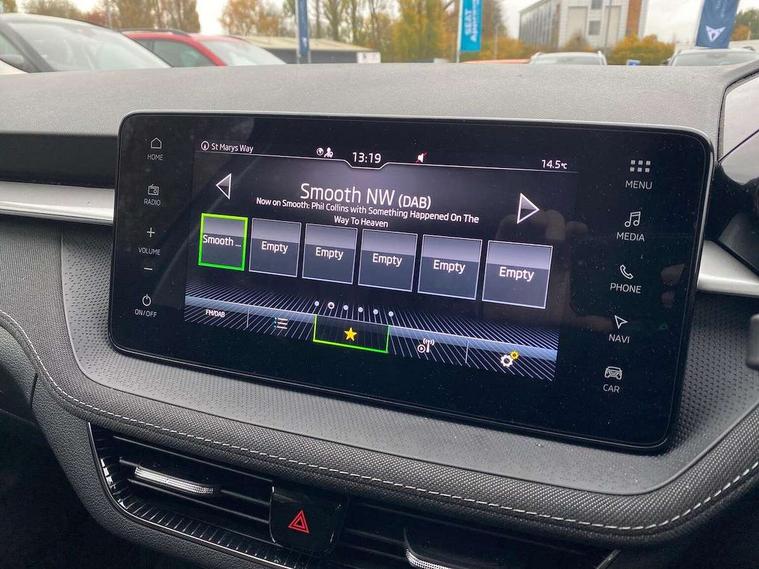 SEAT
CUPRA
St Marys Way
13:19
14.5°C
HOME
RADIO
VOLUME
ON/OFF
Smooth NW (DAB)
Now on Smooth: Phil Collins with Something Happened On The
Way To Heaven
Smooth ...
Empty
Empty
Empty
Empty
Empty
FM/DAB
MENU
MEDIA
PHONE
NAVI
CAR